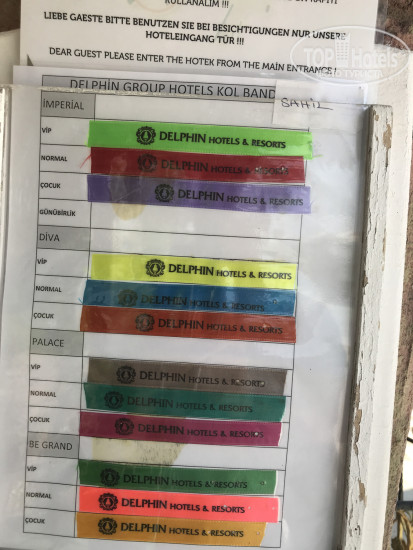 KULLANALIM !!!
LIEBE GAESTE BITTE BENUTZEN SIE BEI BESICHTIGUNGEN NUR UNSERE
HOTELEINGANG TÜR !!!
DEAR GUEST PLEASE ENTER THE HOTEK FROM THE MAIN ENTRANCE !
TopHotels
DELPHİN GROUP HOTELS KOL BAND
İMPERİAL
SAHİL
VİP DELPHIN HOTELS & RESORTS
NORMAL DELPHIN HOTELS & RESORTS
ÇOCUK DELPHIN HOTELS & RESORTS
GÜNÜBİRLİK
DİVA
VİP DELPHIN HOTELS & RESORTS
NORMAL DELPHIN HOTELS & RESORTS
ÇOCUK DELPHIN HOTELS & RESORTS
PALACE
VİP DELPHIN HOTELS & RESORTS
NORMAL DELPHIN HOTELS & RESORTS
ÇOCUK DELPHIN HOTELS & RESORTS
BE GRAND
VİP DELPHIN HOTELS & RESORTS
NORMAL DELPHIN HOTELS & RESORTS
ÇOCUK DELPHIN HOTELS & RESORTS